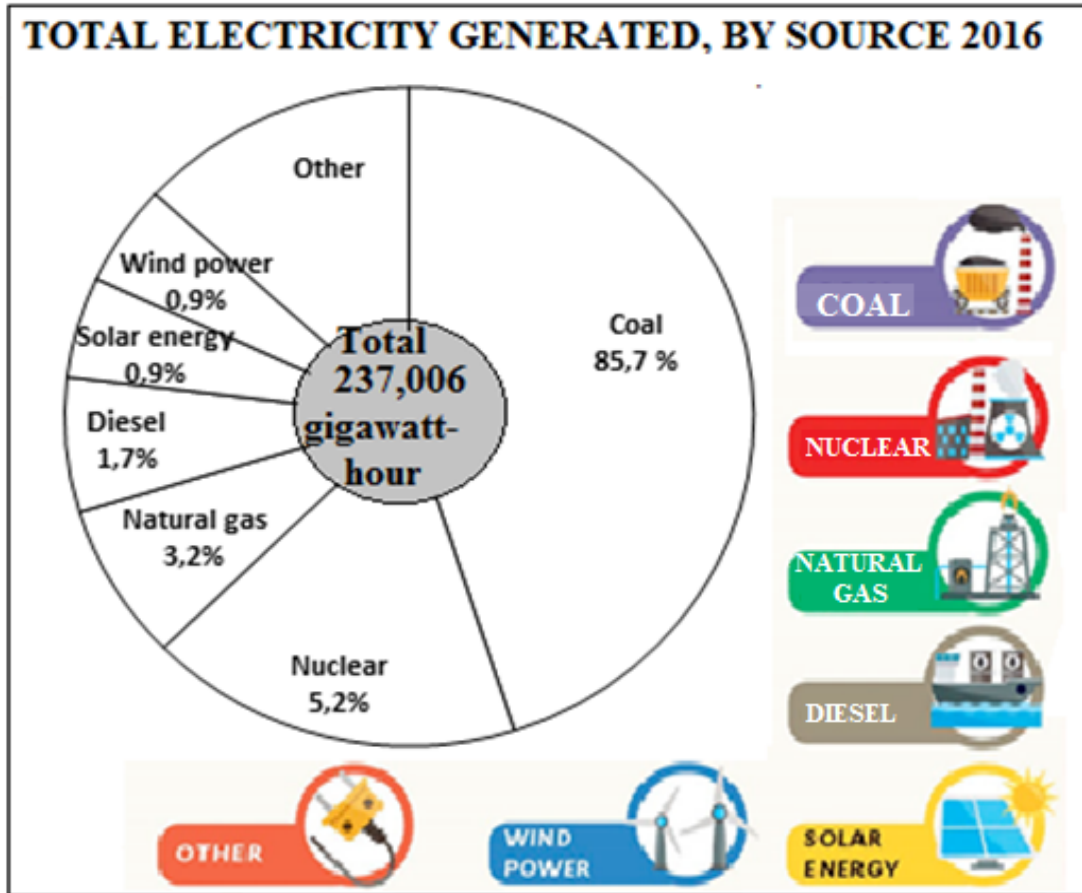 TOTAL ELECTRICITY GENERATED, BY SOURCE 2016
Other
Wind power
0,9%
Solar energy
0,9%
Diesel
1,7%
Natural gas
3,2%
Nuclear
5,2%
Coal
85,7 %
Total
237,006
gigawatt-
hour
COAL
NUCLEAR
NATURAL
GAS
DIESEL
OTHER
WIND
POWER
SOLAR
ENERGY